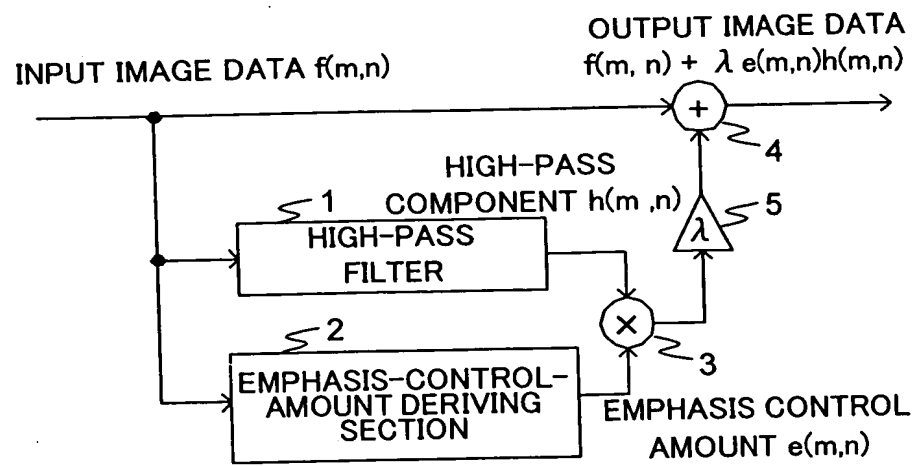 OUTPUT IMAGE DATA
INPUT IMAGE DATA f(m,n)
f(m, n) + λ e(m,n)h(m,n)
+
4
HIGH-PASS
COMPONENT h(m ,n)
5
λ
1
HIGH-PASS
FILTER
×
3
2
EMPHASIS-CONTROL-
AMOUNT DERIVING
SECTION
EMPHASIS CONTROL
AMOUNT e(m,n)